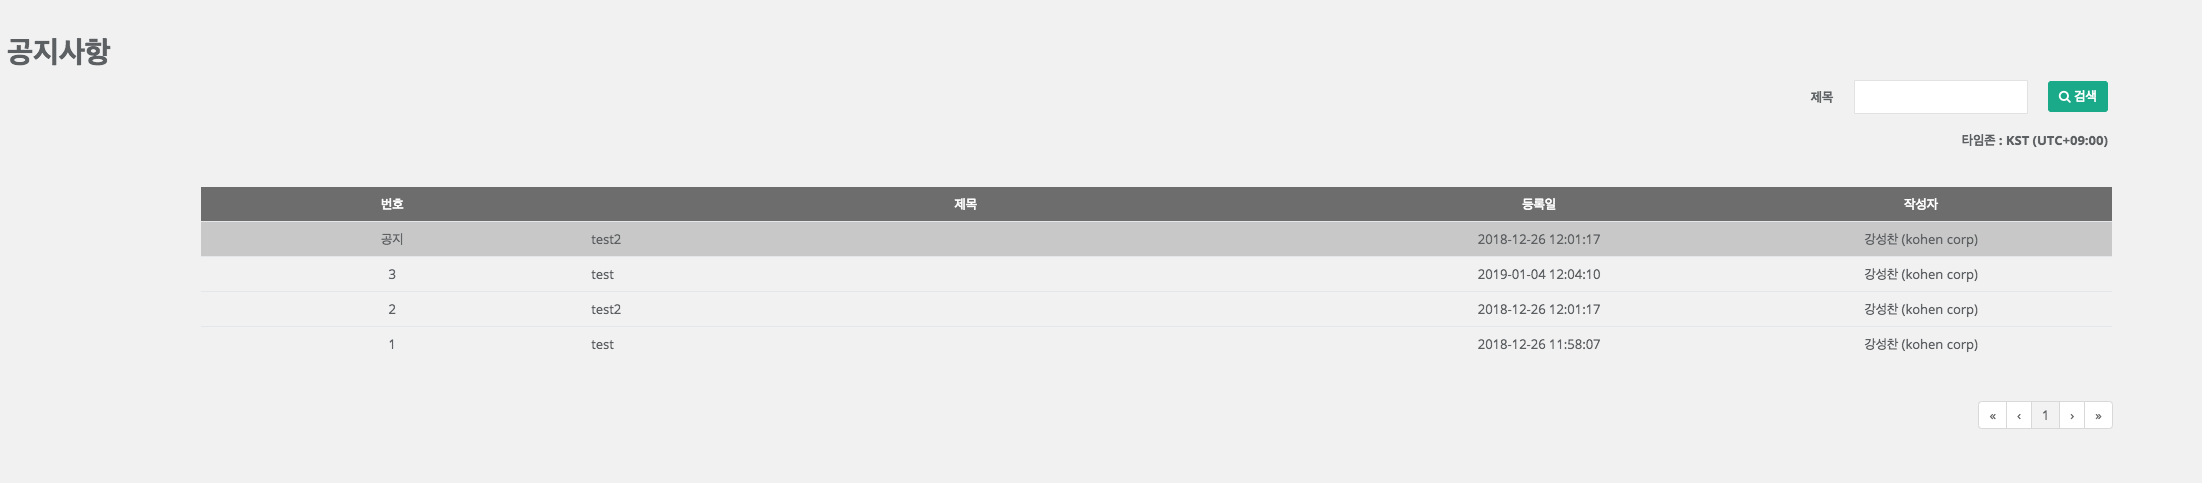 공지사항
제목 검색
타임존 : KST (UTC+09:00)
번호 제목 등록일 작성자
공지 test2 2018-12-26 12:01:17 강성찬 (kohen corp)
3 test 2019-01-04 12:04:10 강성찬 (kohen corp)
2 test2 2018-12-26 12:01:17 강성찬 (kohen corp)
1 test 2018-12-26 11:58:07 강성찬 (kohen corp)
« ‹ 1 › »